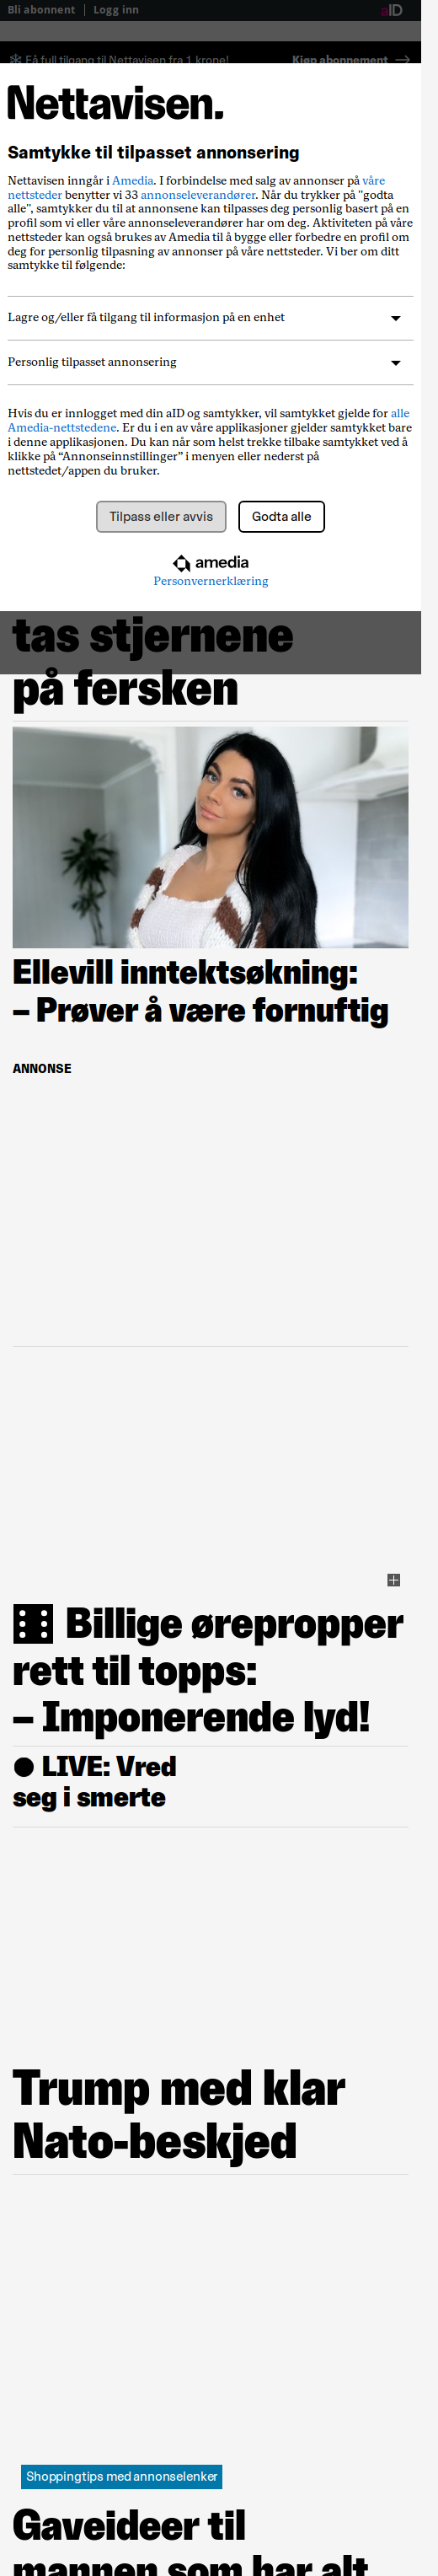 Bli abonnent | Logg inn aID
Få full tilgang til Nettavisen fra 1 krone! Kjøp abonnement
Nettavisen.
Samtykke til tilpasset annonsering
Nettavisen inngår i Amedia. I forbindelse med salg av annonser på våre
nettsteder benytter vi 33 annonseleverandører. Når du trykker på "godta
alle", samtykker du til at annonsene kan tilpasses deg personlig basert på en
profil som vi eller våre annonseleverandører har om deg. Aktiviteten på våre
nettsteder kan også brukes av Amedia til å bygge eller forbedre en profil om
deg for personlig tilpasning av annonser på våre nettsteder. Vi ber om ditt
samtykke til følgende:
Lagre og/eller få tilgang til informasjon på en enhet
Personlig tilpasset annonsering
Hvis du er innlogget med din aID og samtykker, vil samtykket gjelde for alle
Amedia-nettstedene. Er du i en av våre applikasjoner gjelder samtykket bare
i denne applikasjonen. Du kan når som helst trekke tilbake samtykket ved å
klikke på “Annonseinnstillinger” i menyen eller nederst på
nettstedet/appen du bruker.
Tilpass eller avvis Godta alle
amedia
Personvernerklæring
tas stjernene
på fersken
Ellevill inntektsøkning:
– Prøver å være fornuftig
ANNONSE
Billige ørepropper
rett til topps:
– Imponerende lyd!
● LIVE: Vred
seg i smerte
Trump med klar
Nato-beskjed
Shoppingtips med annonselenker
Gaveideer til
mannen som har alt